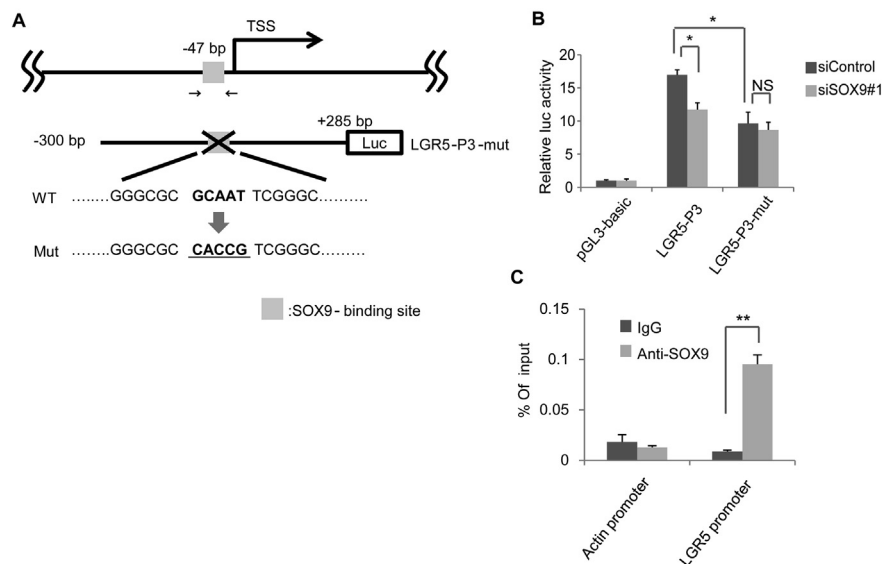 A
TSS
-47 bp
-300 bp
+285 bp
Luc
LGR5-P3-mut
WT ........GGGCGC GCAAT TCGGGC..........
Mut ........GGGCGC CACCG TCGGGC.........
:SOX9-binding site
B
Relative luc activity
20
15
10
5
0
*
*
NS
siControl
siSOX9#1
pGL3-basic
LGR5-P3
LGR5-P3-mut
C
% Of input
0.15
0.1
0.05
0
IgG
Anti-SOX9
**
Actin promoter
LGR5 promoter